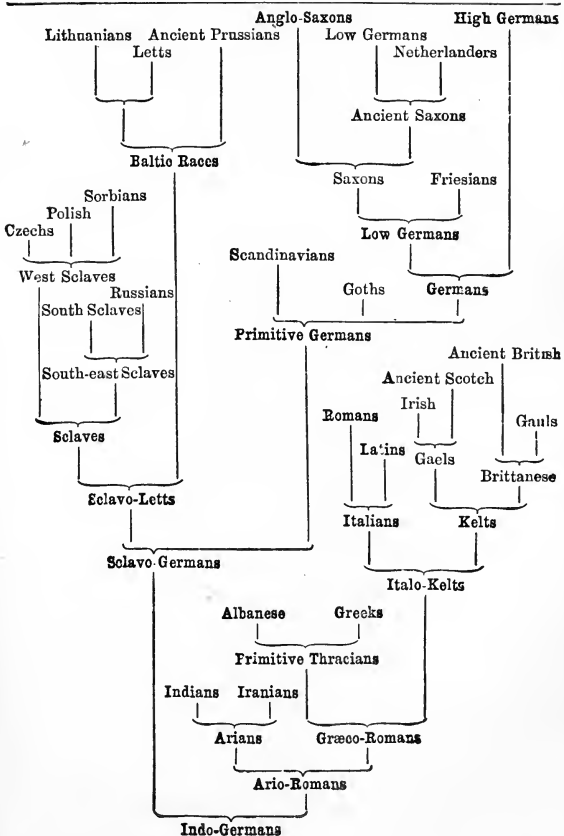 Anglo-Saxons High Germans
Lithuanians Ancient Prussians Low Germans
Letts Netherlanders
Ancient Saxons
Baltic Races
Saxons Friesians
Sorbians
Polish
Czechs
Low Germans
Scandinavians
West Sclaves
Russians Goths Germans
South Sclaves
Primitive Germans
Ancient British
South-east Sclaves Ancient Scotch
Irish
Romans Gauls
Sclaves
Latins Gaels
Brittanese
Sclavo-Letts
Italians Kelts
Sclavo-Germans
Italo-Kelts
Albanese Greeks
Primitive Thracians
Indians Iranians
Arians Græco-Romans
Ario-Romans
Indo-Germans